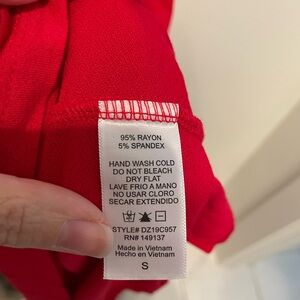 95% RAYON
5% SPANDEX
HAND WASH COLD
DO NOT BLEACH
DRY FLAT
LAVE FRIO A MANO
NO USAR CLORO
SECAR EXTENDIDO
STYLE# DZ19C957
RN# 149137
Made in Vietnam
Hecho en Vietnam
S